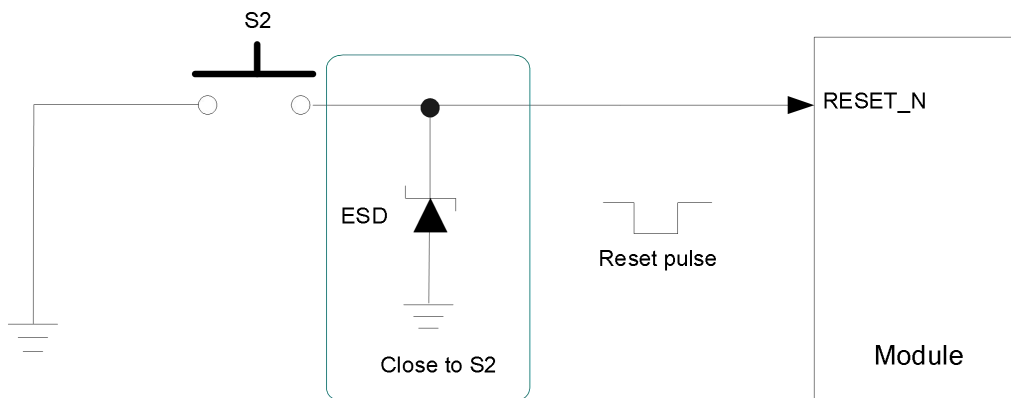 S2
RESET_N
ESD
Reset pulse
Close to S2
Module